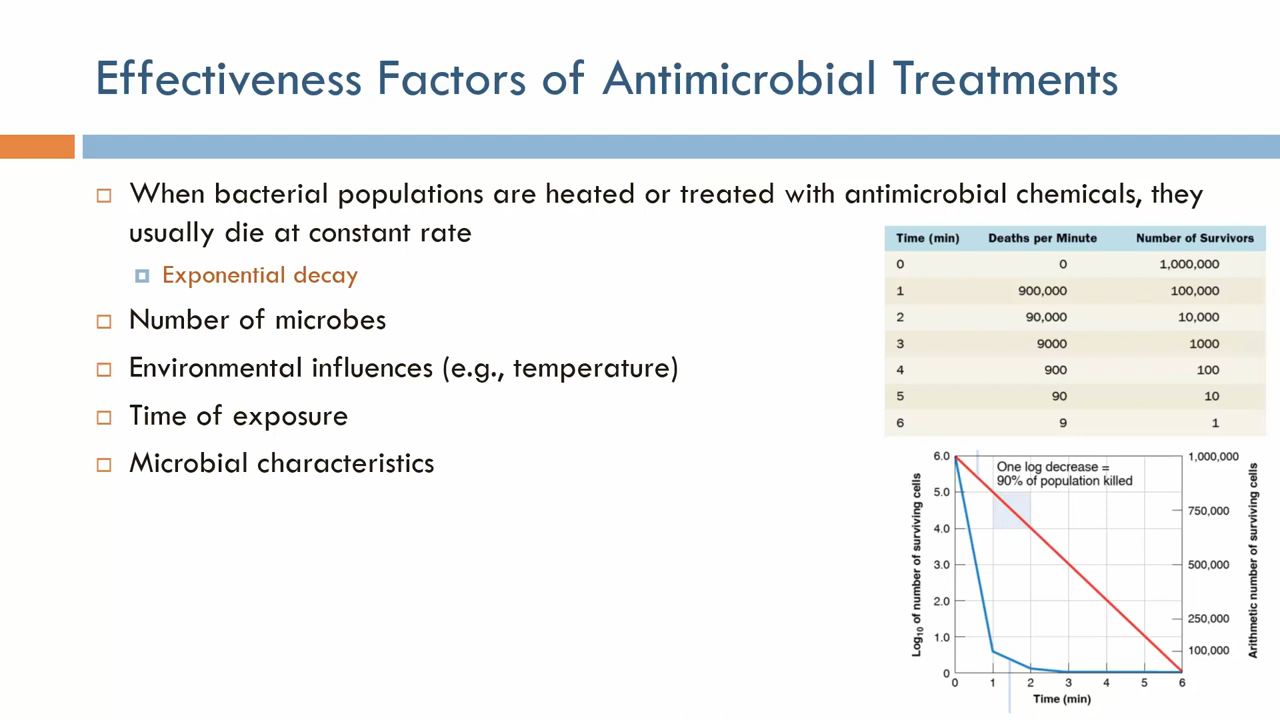 Effectiveness Factors of Antimicrobial Treatments
When bacterial populations are heated or treated with antimicrobial chemicals, they
usually die at constant rate
Exponential decay
Number of microbes
Environmental influences (e.g., temperature)
Time of exposure
Microbial characteristics
Time (min) Deaths per Minute Number of Survivors
0 0 1,000,000
1 900,000 100,000
2 90,000 10,000
3 9000 1000
4 900 100
5 90 10
6 9 1
One log decrease =
90% of population killed
Log10 of number of surviving cells
6.0
5.0
4.0
3.0
2.0
1.0
0
1,000,000
750,000
500,000
250,000
100,000
Arithmetic number of surviving cells
0 1 2 3 4 5 6
Time (min)